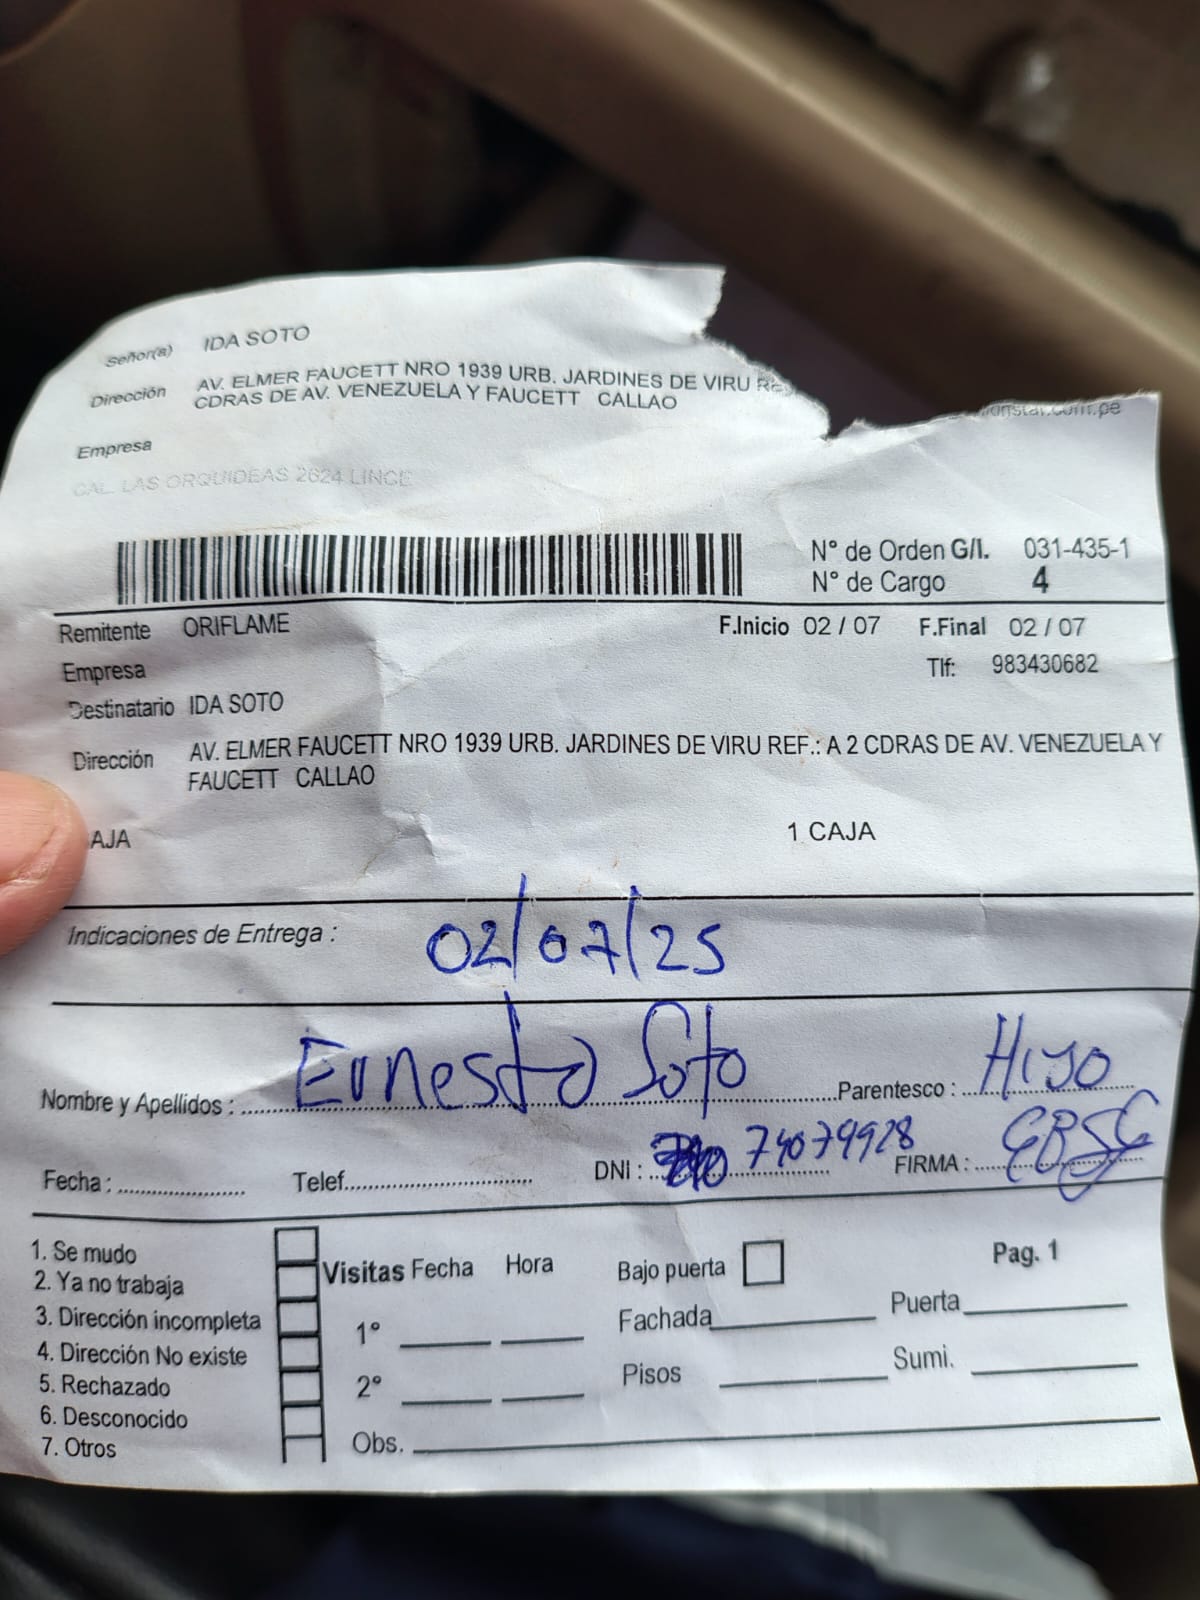 Señor(a) IDA SOTO
Dirección AV. ELMER FAUCETT NRO 1939 URB. JARDINES DE VIRU
CDRAS DE AV. VENEZUELA Y FAUCETT CALLAO
Empresa
CAL. LAS ORQUIDEAS 2624 LINCE
N° de Orden G/I. 031-435-1
N° de Cargo 4
Remitente ORIFLAME F.Inicio 02 / 07 F.Final 02 / 07
Empresa Tlf: 983430682
Destinatario IDA SOTO
Dirección AV. ELMER FAUCETT NRO 1939 URB. JARDINES DE VIRU REF.: A 2 CDRAS DE AV. VENEZUELA Y
FAUCETT CALLAO
AJA 1 CAJA
Indicaciones de Entrega : 02/07/25
Nombre y Apellidos : Ernesto Soto Parentesco : Hijo
Fecha : Telef. DNI : 74079928 FIRMA :
1. Se mudo
2. Ya no trabaja
3. Dirección incompleta
4. Dirección No existe
5. Rechazado
6. Desconocido
7. Otros
Visitas Fecha Hora
1°
2°
Obs.
Bajo puerta Pag. 1
Fachada Puerta
Pisos Sumi.